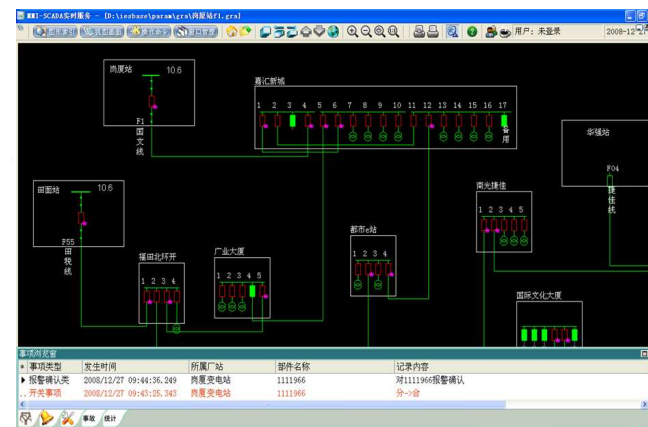 MMI-SCADA实时服务 - [D:\iesbase\param\gra\岗厦站f1.gra]
用户: 未登录
2008-12-27
岗厦站 10.6
F1
国文线
嘉汇新城
1 2 3 4 5 6 7 8 9 10 11 12 13 14 15 16 17
备用
华强站
F04
捷佳线
田面站 10.6
F55
田税线
南光捷佳
1 2 3 4 5
都市e站
1 2 3 4
福田北环开
1 2 3 4
广业大厦
1 2 3 4 5
国际文化大厦
事项浏览窗
* 事项类型 发生时间 所属厂站 部件名称 记录内容
报警确认类 2008/12/27 09:44:36.249 岗厦变电站 1111966 对1111966报警确认
开关事项 2008/12/27 09:43:25.343 岗厦变电站 1111966 分->合
事故 统计